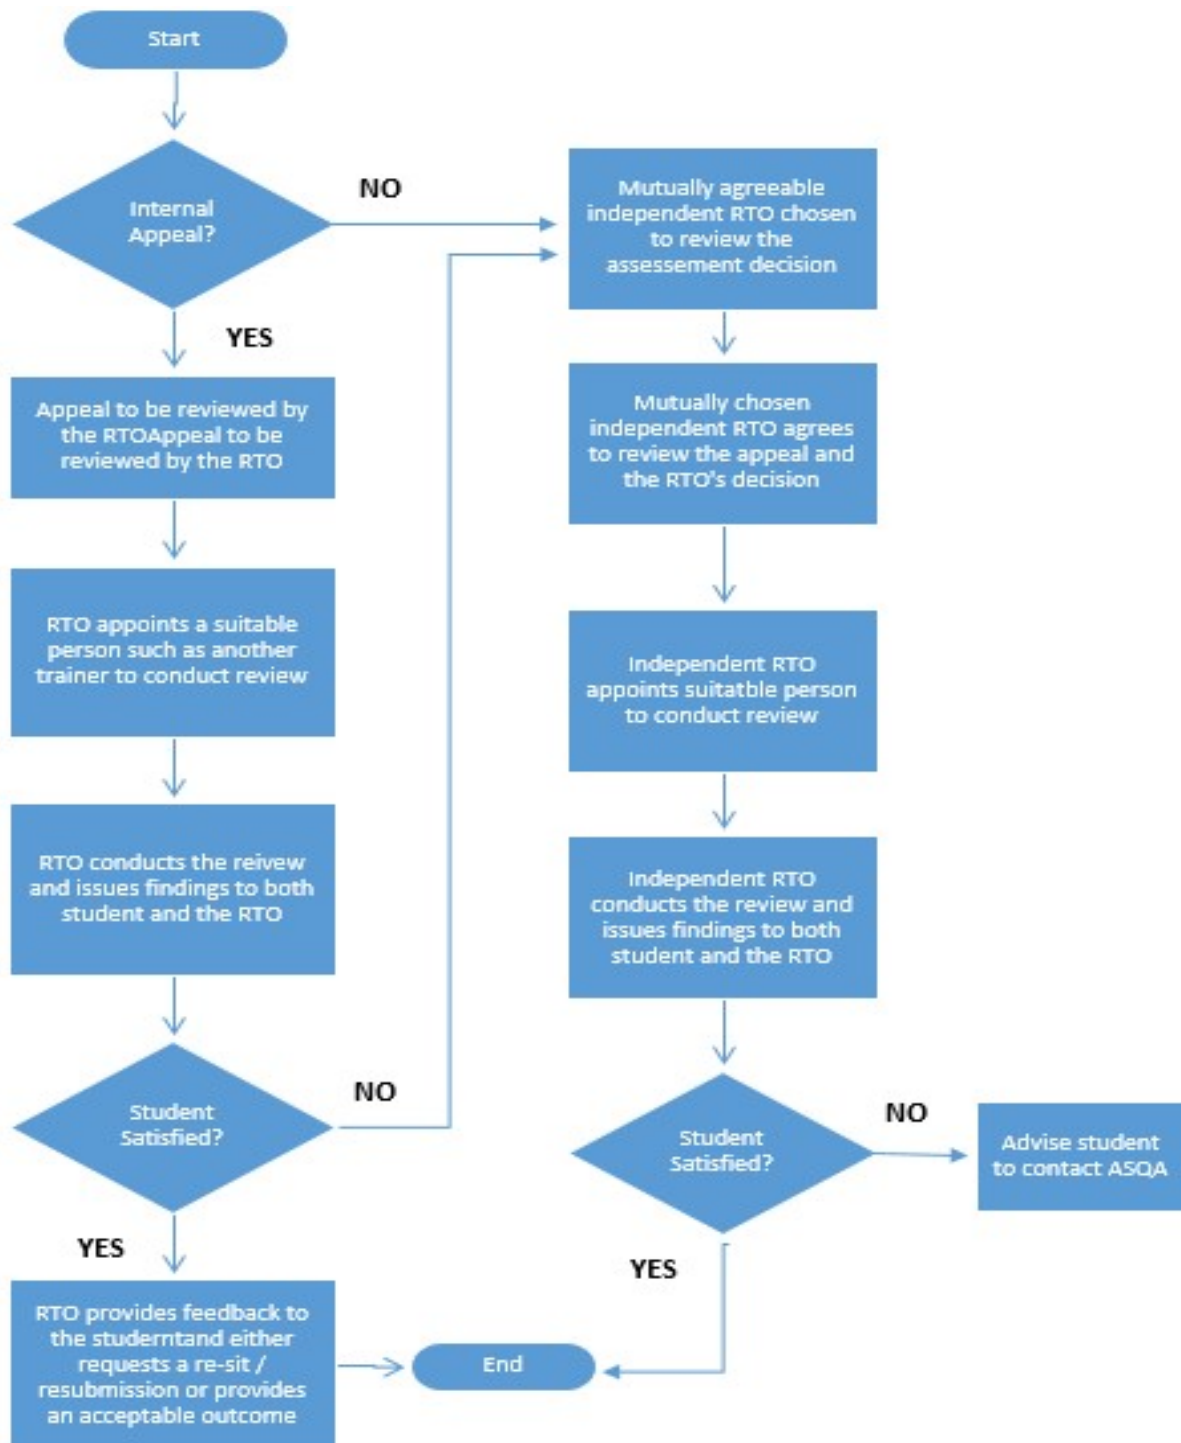 Start
Internal
Appeal?
NO
YES
Appeal to be reviewed by
the RTOAppeal to be
reviewed by the RTO
RTO appoints a suitable
person such as another
trainer to conduct review
RTO conducts the reivew
and issues findings to both
student and the RTO
Student
Satisfied?
NO
YES
RTO provides feedback to
the studerntand either
requests a re-sit /
resubmission or provides
an acceptable outcome
Mutually agreeable
independent RTO chosen
to review the
assessement decision
Mutually chosen
independent RTO agrees
to review the appeal and
the RTO's decision
Independent RTO
appoints suitatble person
to conduct review
Independent RTO
conducts the review and
issues findings to both
student and the RTO
Student
Satisfied?
NO
Advise student
to contact ASQA
YES
End